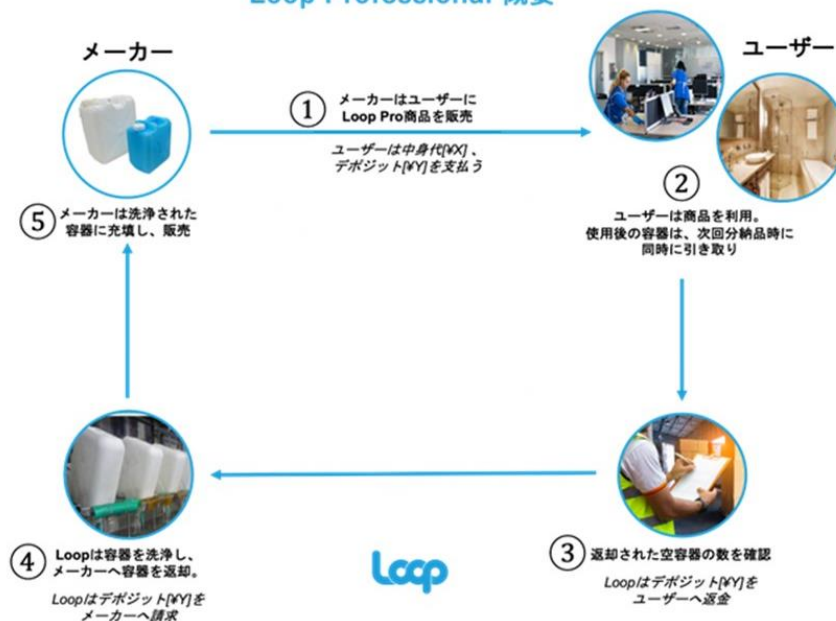 Loop Professional 概要
メーカー
ユーザー
① メーカーはユーザーに
Loop Pro商品を販売
ユーザーは中身代[¥X]、
デポジット[¥Y]を支払う
②
ユーザーは商品を利用。
使用後の容器は、次回分納品時に
同時に引き取り
⑤ メーカーは洗浄された
容器に充填し、販売
④ Loopは容器を洗浄し、
メーカーへ容器を返却。
Loopはデポジット[¥Y]を
メーカーへ請求
Loop
③ 返却された空容器の数を確認
Loopはデポジット[¥Y]を
ユーザーへ返金